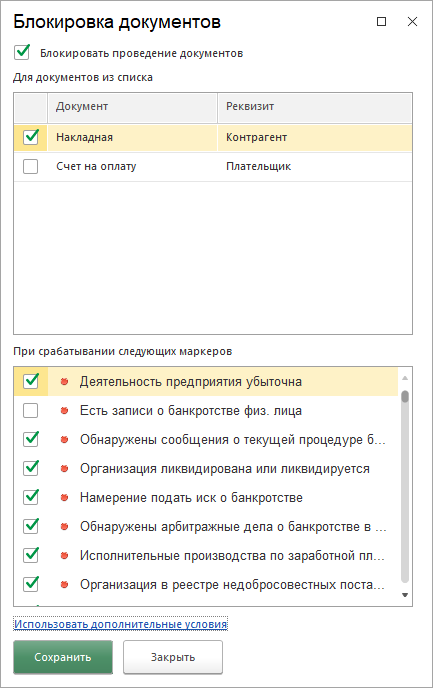 Блокировка документов
Блокировать проведение документов
Для документов из списка
Документ Реквизит
Накладная Контрагент
Счет на оплату Плательщик
При срабатывании следующих маркеров
Деятельность предприятия убыточна
Есть записи о банкротстве физ. лица
Обнаружены сообщения о текущей процедуре б...
Организация ликвидирована или ликвидируется
Намерение подать иск о банкротстве
Обнаружены арбитражные дела о банкротстве в ...
Исполнительные производства по заработной пл...
Организация в реестре недобросовестных поста...
Использовать дополнительные условия
Сохранить Закрыть